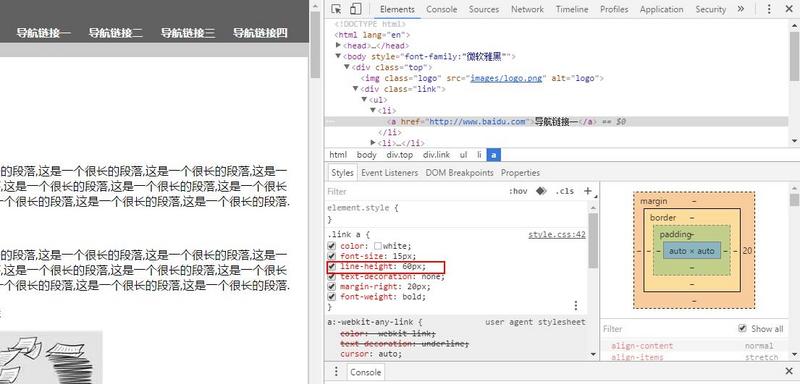 导航链接一 导航链接二 导航链接三 导航链接四
的段落,这是一个很长的段落,这是一个很长的段落,这是一
,这是一个很长的段落,这是一个很长的段落,这是一个很长
一个很长的段落,这是一个很长的段落,这是一个很长的段落.
的段落,这是一个很长的段落,这是一个很长的段落,这是一
,这是一个很长的段落,这是一个很长的段落,这是一个很长
一个很长的段落,这是一个很长的段落,这是一个很长的段落.
Elements Console Sources Network Timeline Profiles Application Security »
<!DOCTYPE html>
<html lang="en">
<head>…</head>
<body style="font-family:"微软雅黑"">
<div class="top">
<img class="logo" src="images/logo.png" alt="logo">
<div class="link">
<ul>
<li>
<a href="http://www.baidu.com">导航链接一</a> == $0
</li>
<li>…</li>
html body div.top div.link ul li a
Styles Event Listeners DOM Breakpoints Properties
Filter :hov .cls +
element.style {
}
.link a { style.css:42
color: white;
font-size: 15px;
line-height: 60px;
text-decoration: none;
margin-right: 20px;
font-weight: bold;
}
a:-webkit-any-link { user agent stylesheet
color: -webkit-link;
text-decoration: underline;
cursor: auto;
margin –
border –
padding –
auto × auto
20
–
–
–
Filter Show all
align-content normal
align-items stretch
Console